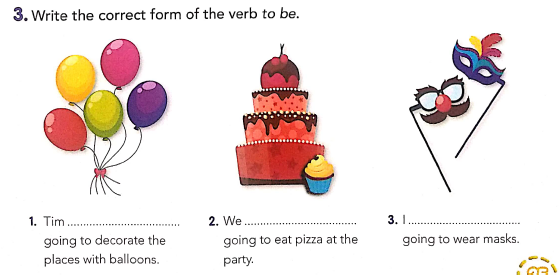 3. Write the correct form of the verb to be.
1. Tim ................................
going to decorate the
places with balloons.
2. We ................................
going to eat pizza at the
party.
3. I ................................
going to wear masks.